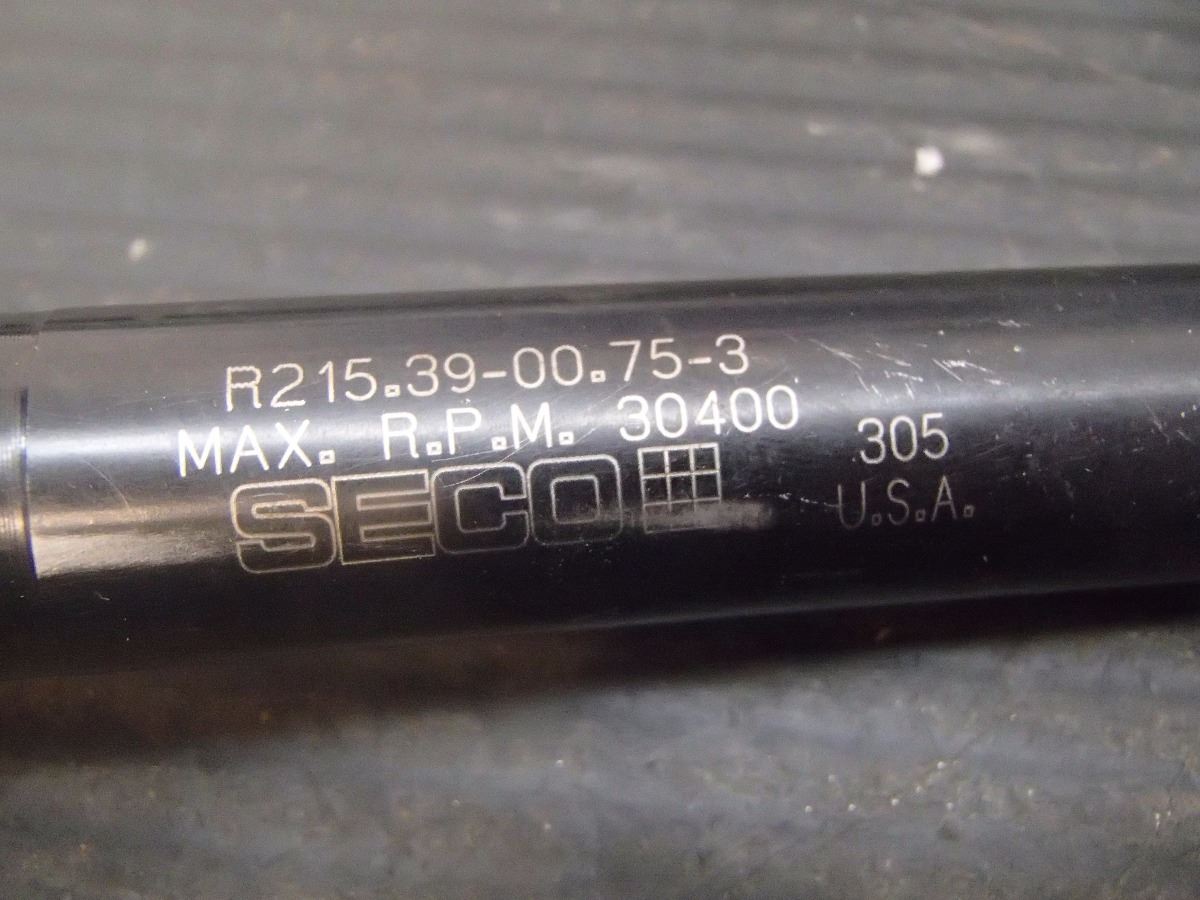 R215.39-00.75-3
MAX. R.P.M. 30400
SECO
305
U.S.A.